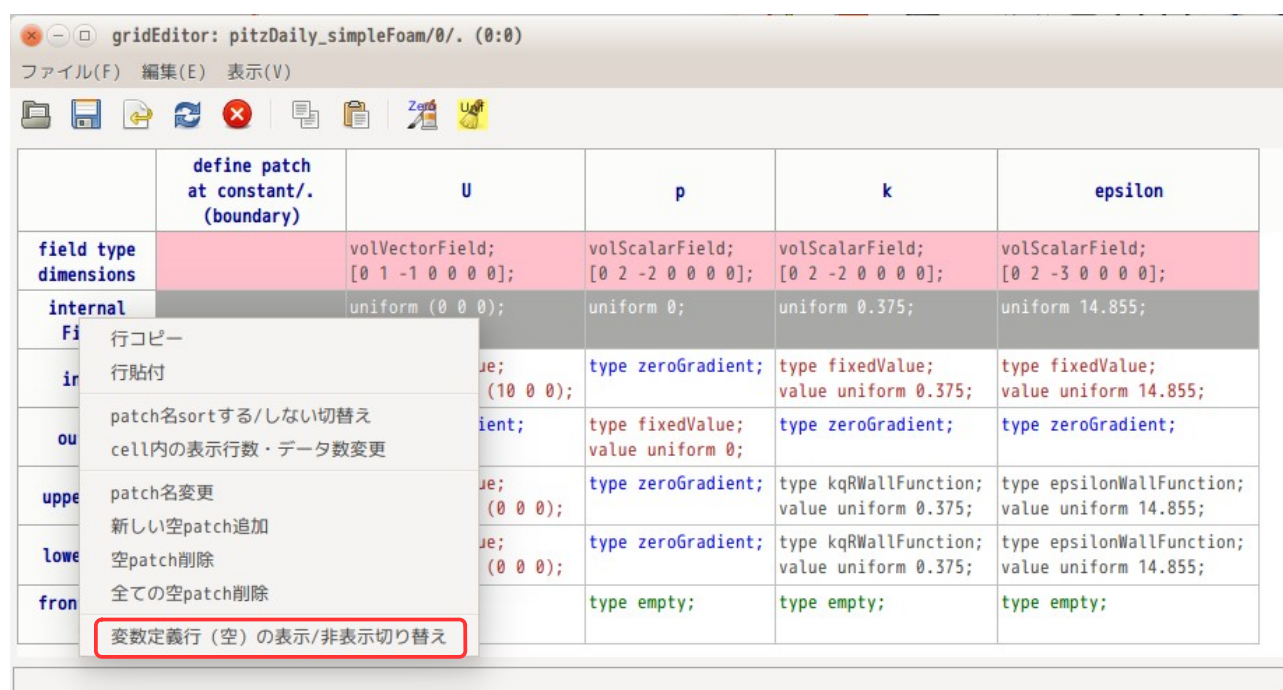 gridEditor: pitzDaily_simpleFoam/0/. (0:0)
ファイル(F) 編集(E) 表示(V)
Zero Unif
define patch
at constant/.
(boundary)
U
p
k
epsilon
field type
dimensions
volVectorField;
[0 1 -1 0 0 0 0];
volScalarField;
[0 2 -2 0 0 0 0];
volScalarField;
[0 2 -2 0 0 0 0];
volScalarField;
[0 2 -3 0 0 0 0];
internal
Fi
uniform (0 0 0);
uniform 0;
uniform 0.375;
uniform 14.855;
in
ue;
(10 0 0);
type zeroGradient;
type fixedValue;
value uniform 0.375;
type fixedValue;
value uniform 14.855;
ou
ient;
type fixedValue;
value uniform 0;
type zeroGradient;
type zeroGradient;
uppe
ue;
(0 0 0);
type zeroGradient;
type kqRWallFunction;
value uniform 0.375;
type epsilonWallFunction;
value uniform 14.855;
lowe
ue;
(0 0 0);
type zeroGradient;
type kqRWallFunction;
value uniform 0.375;
type epsilonWallFunction;
value uniform 14.855;
fron
type empty;
type empty;
type empty;
行コピー
行貼付
patch名sortする/しない切替え
cell内の表示行数・データ数変更
patch名変更
新しい空patch追加
空patch削除
全ての空patch削除
変数定義行（空）の表示/非表示切り替え